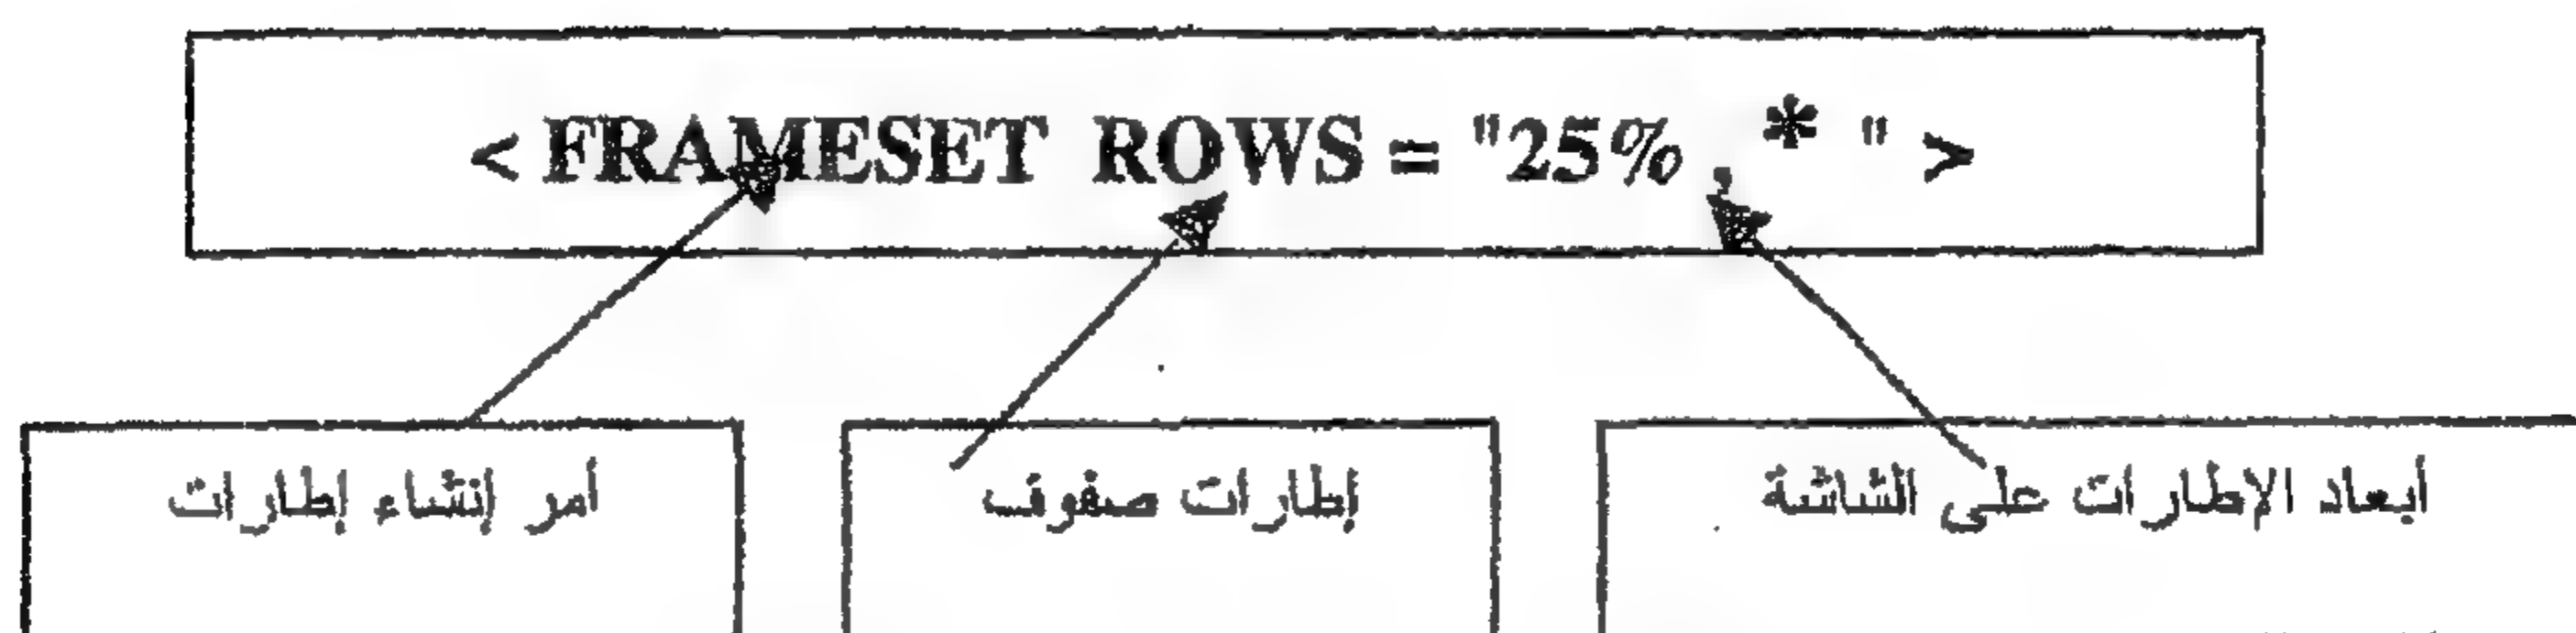 < FRAMESET ROWS = "25% , * " >
أمر إنشاء إطارات
إطارات صفوف
أبعاد الإطارات على الشاشة